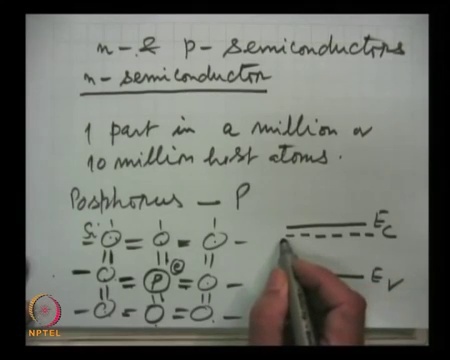 n- & p- semiconductors
n- semiconductor
1 part in a million or
10 million host atoms.
Posphorus — P
Si
P e
E_C
E_V
NPTEL